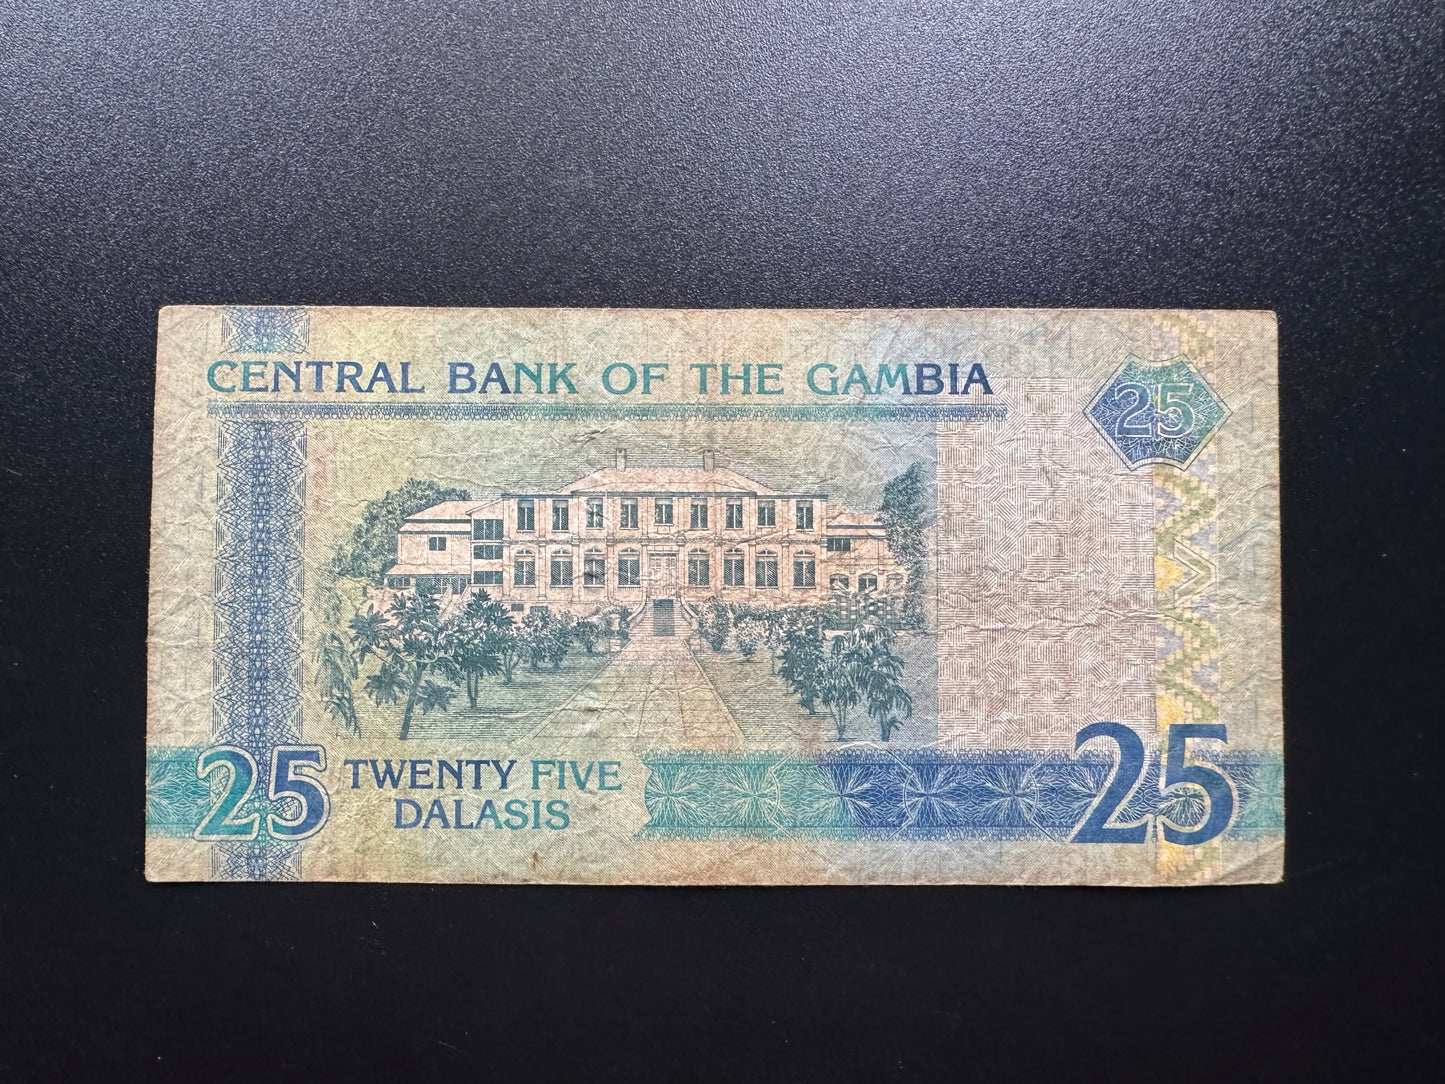 CENTRAL BANK OF THE GAMBIA
25
25
TWENTY FIVE
DALASIS
25